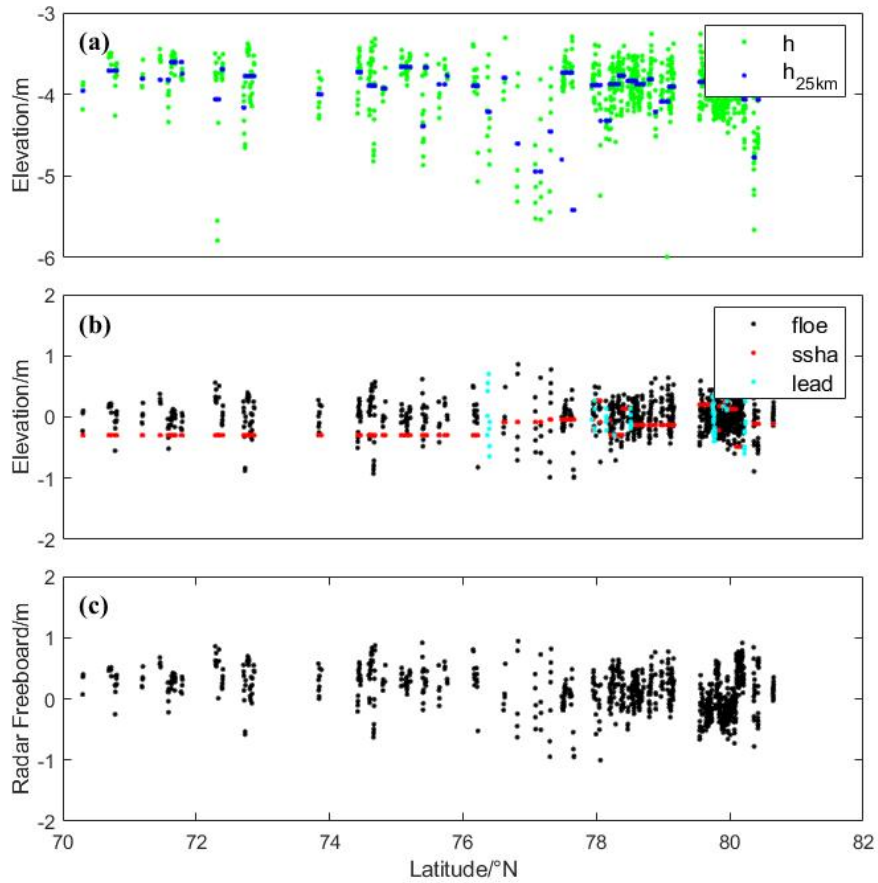 -3
(a)
h
h25km
-4
Elevation/m
-5
-6
2
(b)
floe
ssha
lead
1
Elevation/m
0
-1
-2
2
(c)
1
Radar Freeboard/m
0
-1
-2
70 72 74 76 78 80 82
Latitude/°N